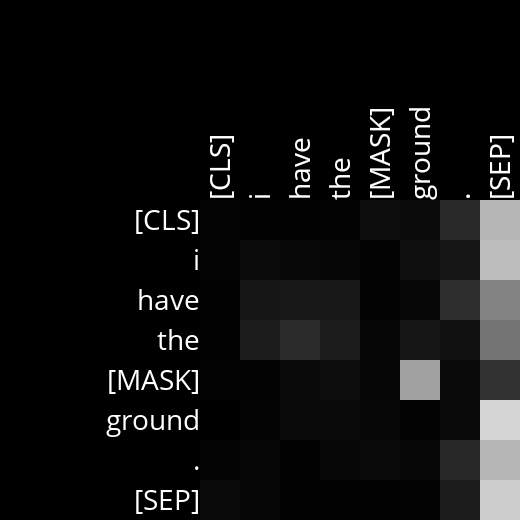 [CLS]
i
have
the
[MASK]
ground
.
[SEP]
[CLS]
i
have
the
[MASK]
ground
.
[SEP]